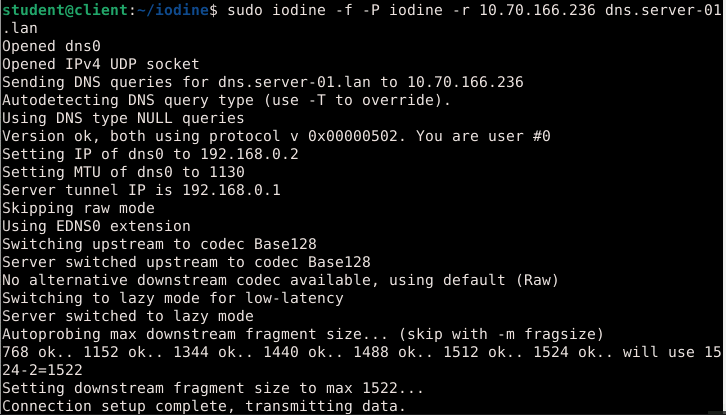 student@client:~/iodine$ sudo iodine -f -P iodine -r 10.70.166.236 dns.server-01
.lan
Opened dns0
Opened IPv4 UDP socket
Sending DNS queries for dns.server-01.lan to 10.70.166.236
Autodetecting DNS query type (use -T to override).
Using DNS type NULL queries
Version ok, both using protocol v 0x00000502. You are user #0
Setting IP of dns0 to 192.168.0.2
Setting MTU of dns0 to 1130
Server tunnel IP is 192.168.0.1
Skipping raw mode
Using EDNS0 extension
Switching upstream to codec Base128
Server switched upstream to codec Base128
No alternative downstream codec available, using default (Raw)
Switching to lazy mode for low-latency
Server switched to lazy mode
Autoprobing max downstream fragment size... (skip with -m fragsize)
768 ok.. 1152 ok.. 1344 ok.. 1440 ok.. 1488 ok.. 1512 ok.. 1524 ok.. will use 15
24-2=1522
Setting downstream fragment size to max 1522...
Connection setup complete, transmitting data.